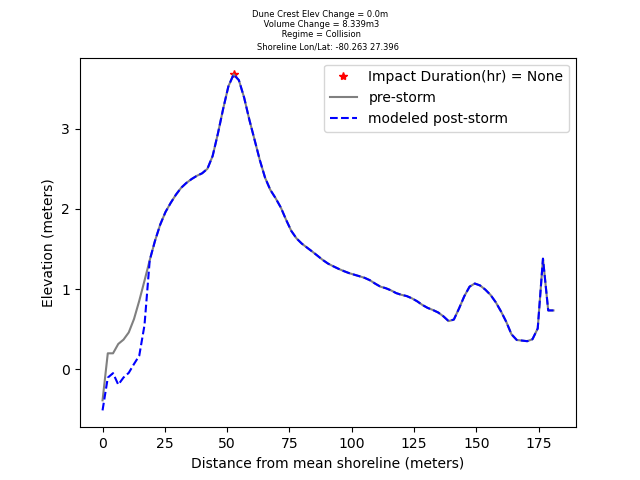 Dune Crest Elev Change = 0.0m
Volume Change = 8.339m3
Regime = Collision
Shoreline Lon/Lat: -80.263 27.396
Impact Duration(hr) = None
pre-storm
modeled post-storm
Elevation (meters)
3
2
1
0
0 25 50 75 100 125 150 175
Distance from mean shoreline (meters)